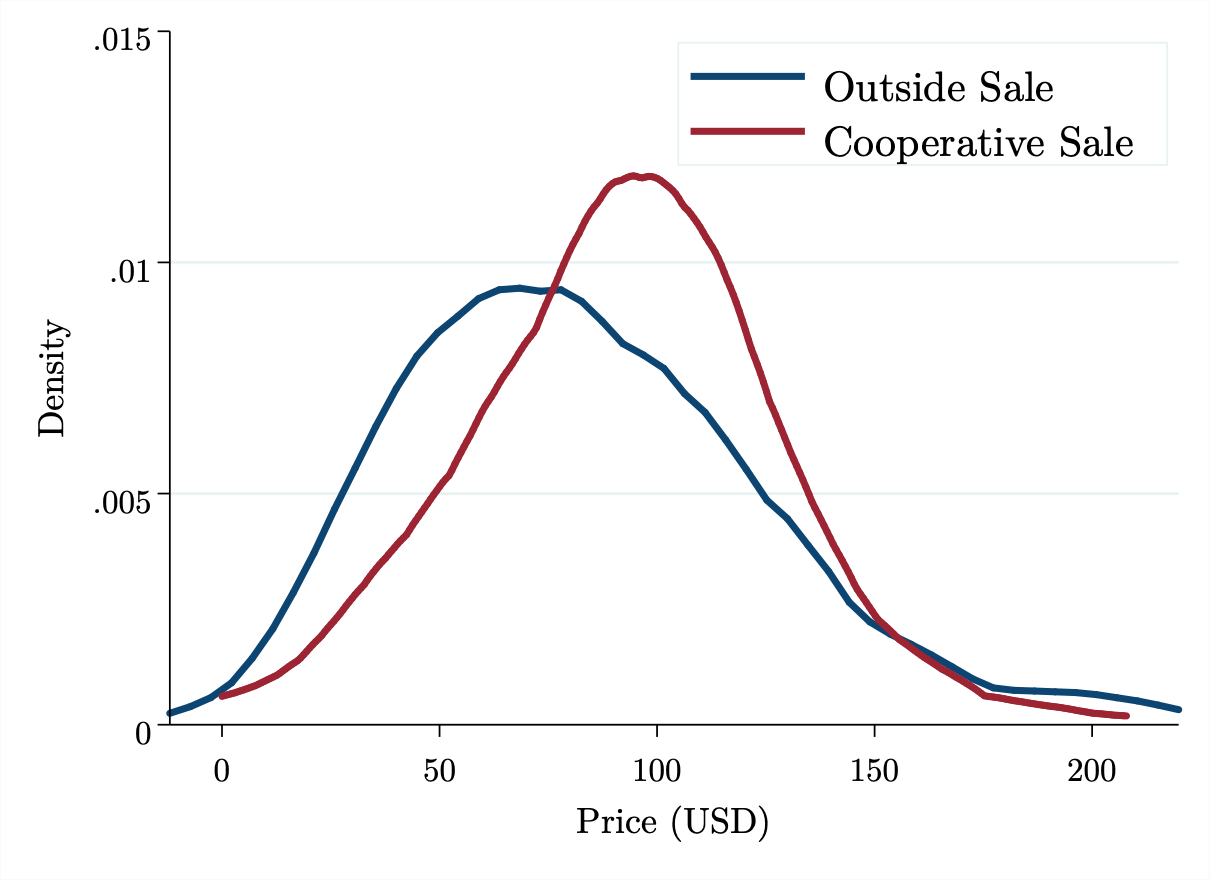 .015
Outside Sale
Cooperative Sale
.01
Density
.005
0
0 50 100 150 200
Price (USD)